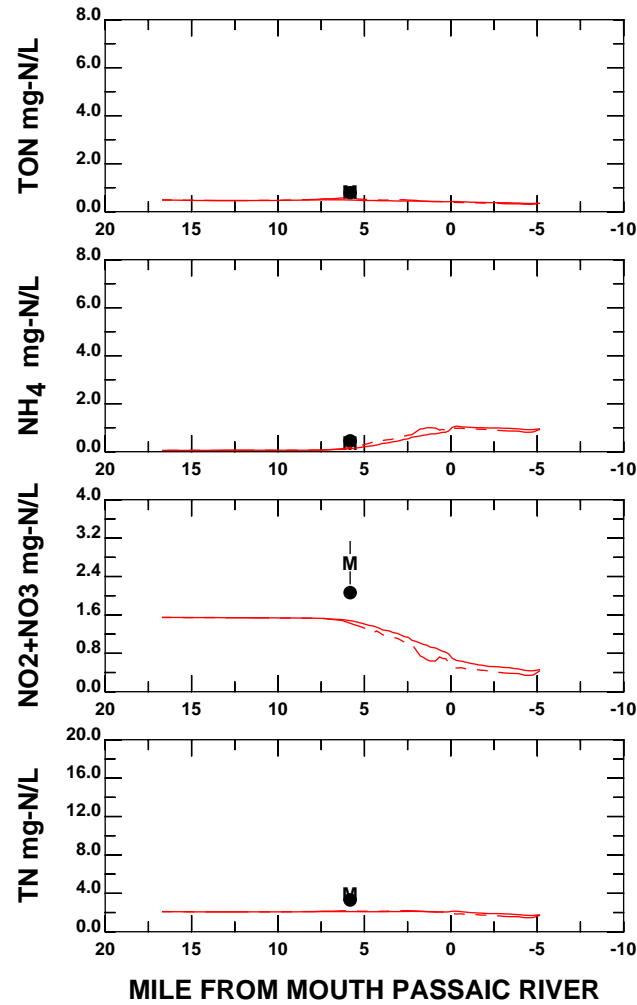 TON mg-N/L
8.0
6.0
4.0
2.0
0.0
20 15 10 5 0 -5 -10
M
NH4 mg-N/L
8.0
6.0
4.0
2.0
0.0
20 15 10 5 0 -5 -10
NO2+NO3 mg-N/L
4.0
3.2
2.4
1.6
0.8
0.0
20 15 10 5 0 -5 -10
M
TN mg-N/L
20.0
16.0
12.0
8.0
4.0
0.0
20 15 10 5 0 -5 -10
M
MILE FROM MOUTH PASSAIC RIVER